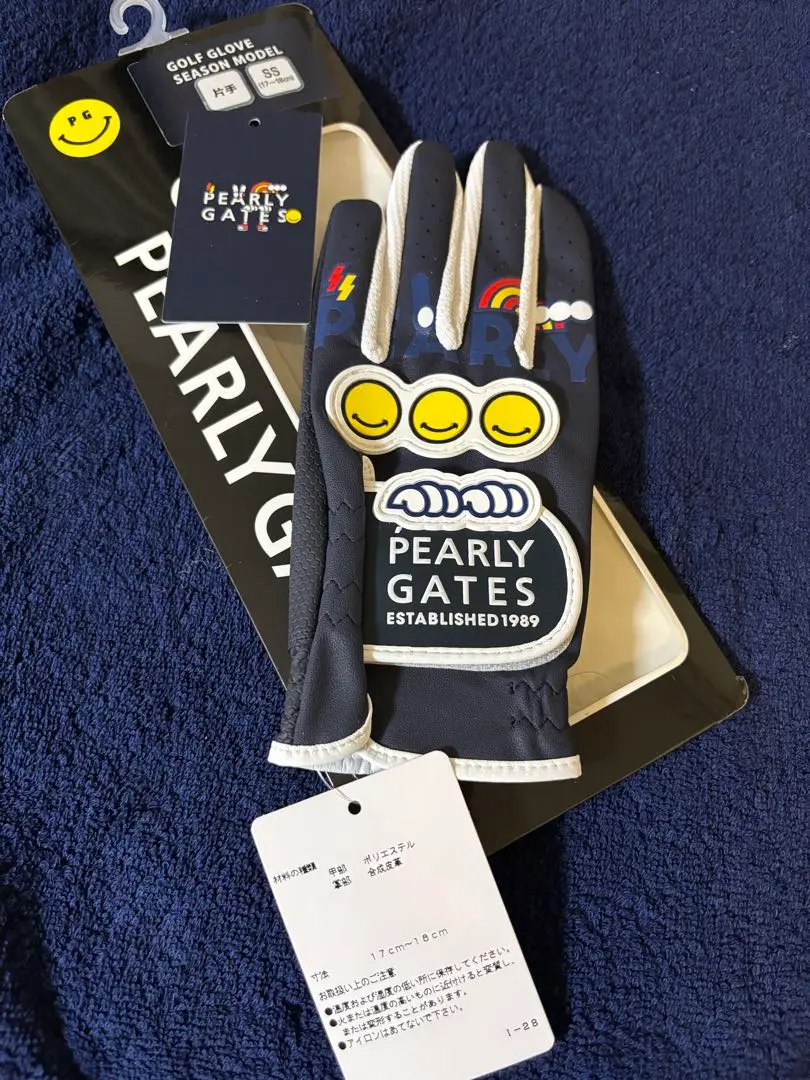 GOLF GLOVE
SEASON MODEL
片手
SS
(17~18cm)
P G
PEARLY
GATES
PEARLY GA
PEARLY
PEARLY
GATES
ESTABLISHED 1989
材料の種類 甲部 ポリエステル
掌部 合成皮革
寸法 17cm~18cm
お取扱い上のご注意
●温度および湿度の低い所に保存してください。
●火または温度の高いものに近付けると変質し、
または変形することがあります。
●アイロンはあてないで下さい。
1-28